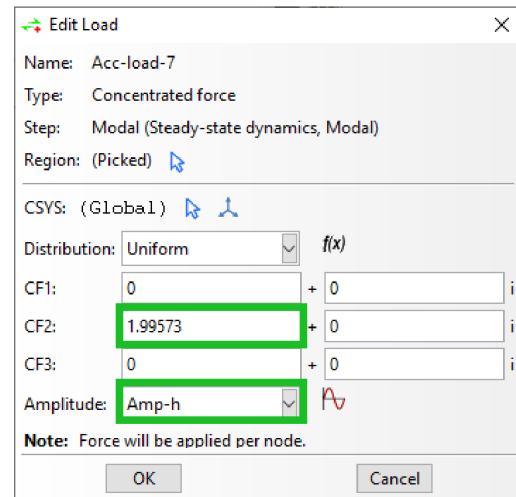 Edit Load
Name: Acc-load-7
Type: Concentrated force
Step: Modal (Steady-state dynamics, Modal)
Region: (Picked)
CSYS: (Global)
Distribution: Uniform f(x)
CF1: 0 + 0 i
CF2: 1.99573 + 0 i
CF3: 0 + 0 i
Amplitude: Amp-h
Note: Force will be applied per node.
OK Cancel